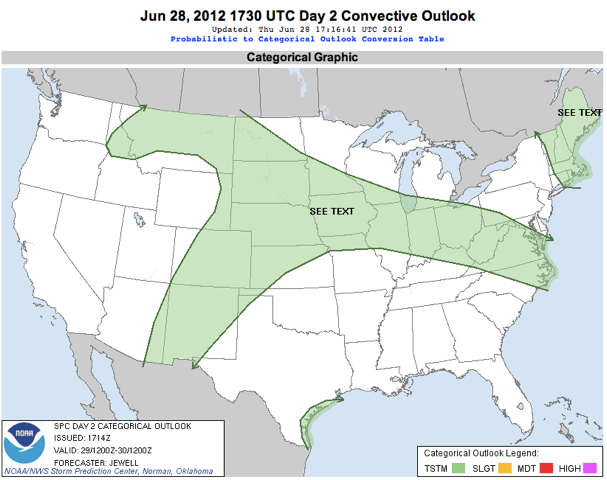 Jun 28, 2012 1730 UTC Day 2 Convective Outlook
Updated: Thu Jun 28 17:16:41 UTC 2012
Probabilistic to Categorical Outlook Conversion Table
Categorical Graphic
SEE TEXT
SEE TEXT
NOAA
SPC DAY 2 CATEGORICAL OUTLOOK
ISSUED: 1714Z
VALID: 29/1200Z-30/1200Z
FORECASTER: JEWELL
NOAA/NWS Storm Prediction Center, Norman, Oklahoma
Categorical Outlook Legend:
TSTM SLGT MDT HIGH